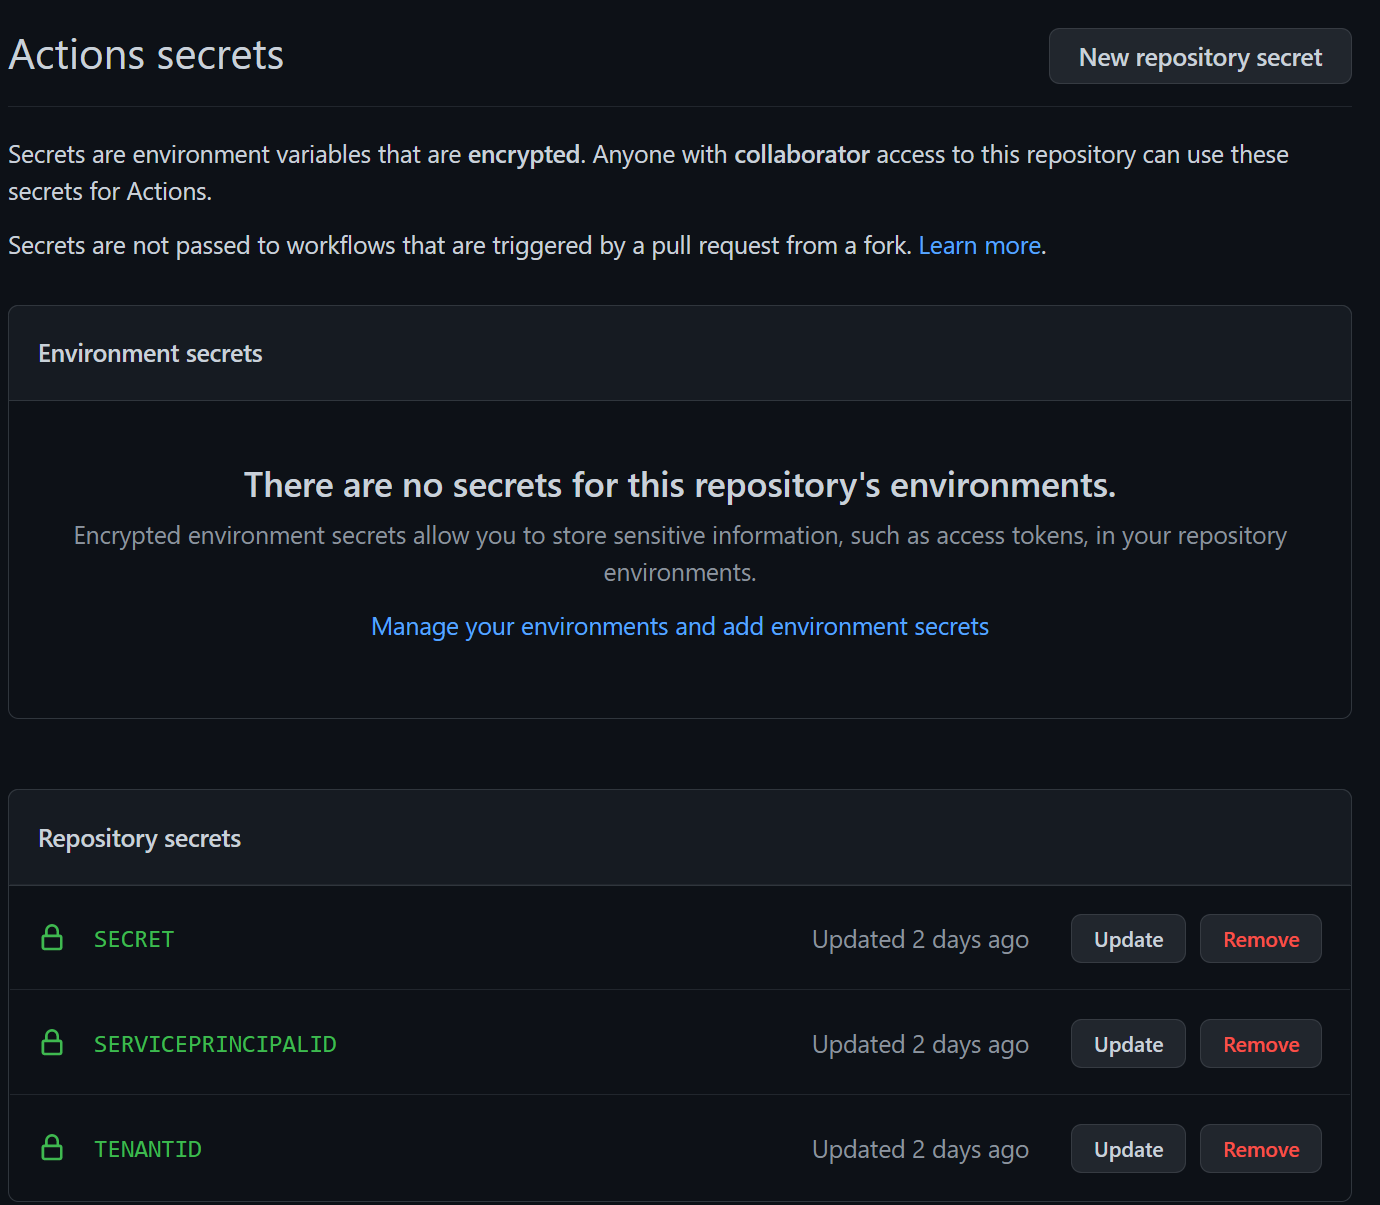 Actions secrets
New repository secret
Secrets are environment variables that are encrypted. Anyone with collaborator access to this repository can use these
secrets for Actions.
Secrets are not passed to workflows that are triggered by a pull request from a fork. Learn more.
Environment secrets
There are no secrets for this repository's environments.
Encrypted environment secrets allow you to store sensitive information, such as access tokens, in your repository
environments.
Manage your environments and add environment secrets
Repository secrets
SECRET Updated 2 days ago Update Remove
SERVICEPRINCIPALID Updated 2 days ago Update Remove
TENANTID Updated 2 days ago Update Remove